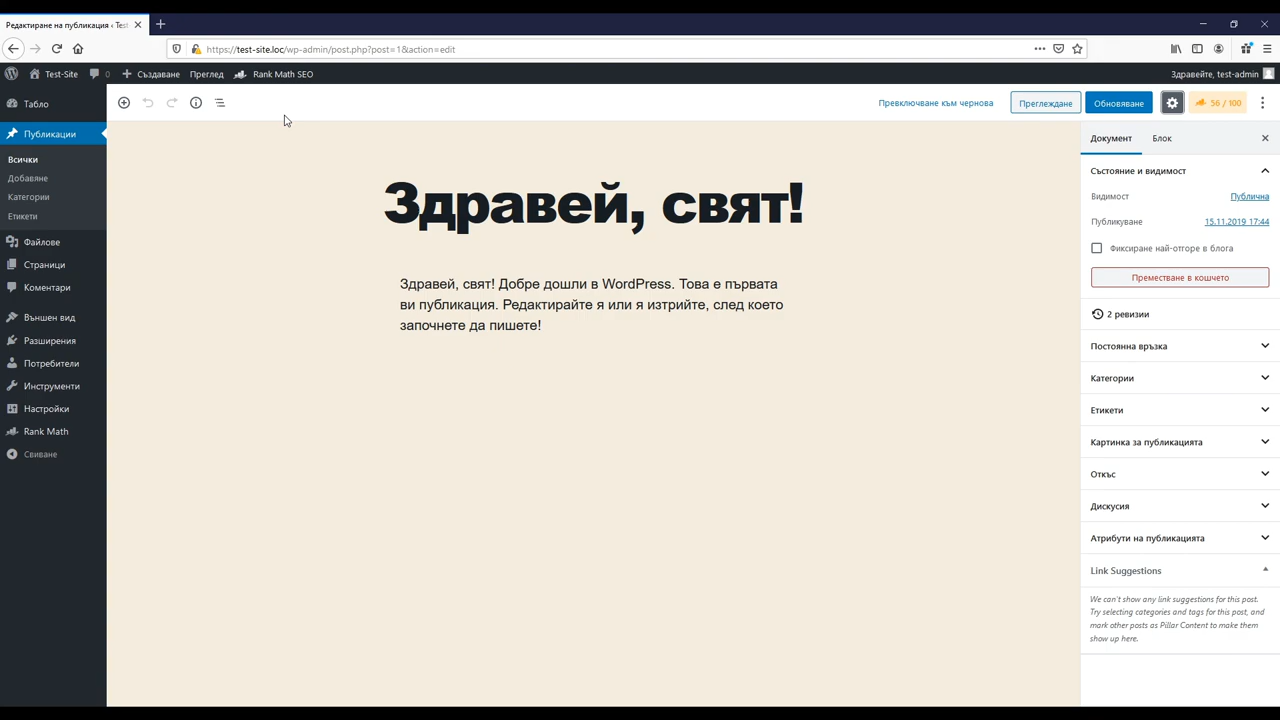 Редактиране на публикация ‹ Test
https://test-site.loc/wp-admin/post.php?post=1&action=edit
Test-Site
0
Създаване
Преглед
Rank Math SEO
Здравейте, test-admin
Табло
Публикации
Всички
Добавяне
Категории
Етикети
Файлове
Страници
Коментари
Външен вид
Разширения
Потребители
Инструменти
Настройки
Rank Math
Свиване
Превключване към чернова
Преглеждане
Обновяване
56 / 100
Здравей, свят!
Здравей, свят! Добре дошли в WordPress. Това е първата
ви публикация. Редактирайте я или я изтрийте, след което
започнете да пишете!
Документ
Блок
Състояние и видимост
Видимост
Публична
Публикуване
15.11.2019 17:44
Фиксиране най-отгоре в блога
Преместване в кошчето
2 ревизии
Постоянна връзка
Категории
Етикети
Картинка за публикацията
Откъс
Дискусия
Атрибути на публикацията
Link Suggestions
We can't show any link suggestions for this post.
Try selecting categories and tags for this post, and
mark other posts as Pillar Content to make them
show up here.